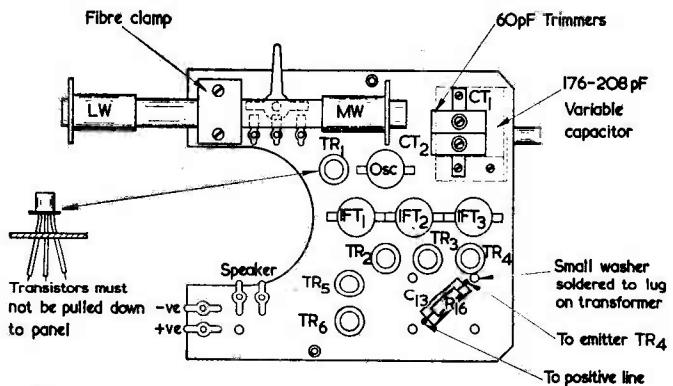 Fibre clamp
60pF Trimmers
LW
MW
CT1
176-208 pF
Variable
capacitor
CT2
TR1
Osc
IFT1
IFT2
IFT3
TR2
TR3
TR4
Transistors must
not be pulled down
to panel
Speaker
TR5
-ve
+ve
TR6
C13
R16
Small washer
soldered to lug
on transformer
To emitter TR4
To positive line